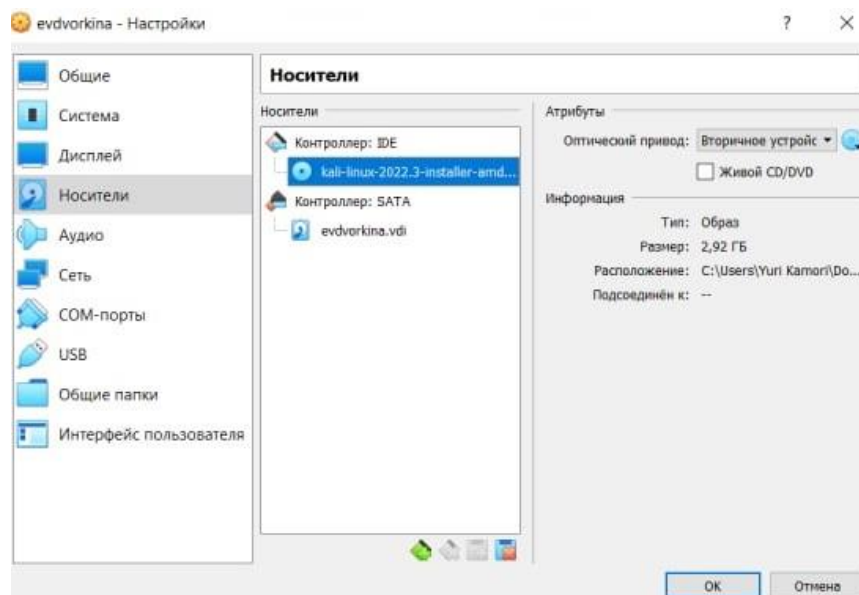 evdvorkina - Настройки
?
Общие
Система
Дисплей
Носители
Аудио
Сеть
COM-порты
USB
Общие папки
Интерфейс пользователя
Носители
Носители
Контроллер: IDE
kali-linux-2022.3-installer-amd...
Контроллер: SATA
evdvorkina.vdi
Атрибуты
Оптический привод: Вторичное устройс
Живой CD/DVD
Информация
Тип: Образ
Размер: 2,92 ГБ
Расположение: C:\Users\Yuri Kamori\Do...
Подсоединён к: --
OK
Отмена